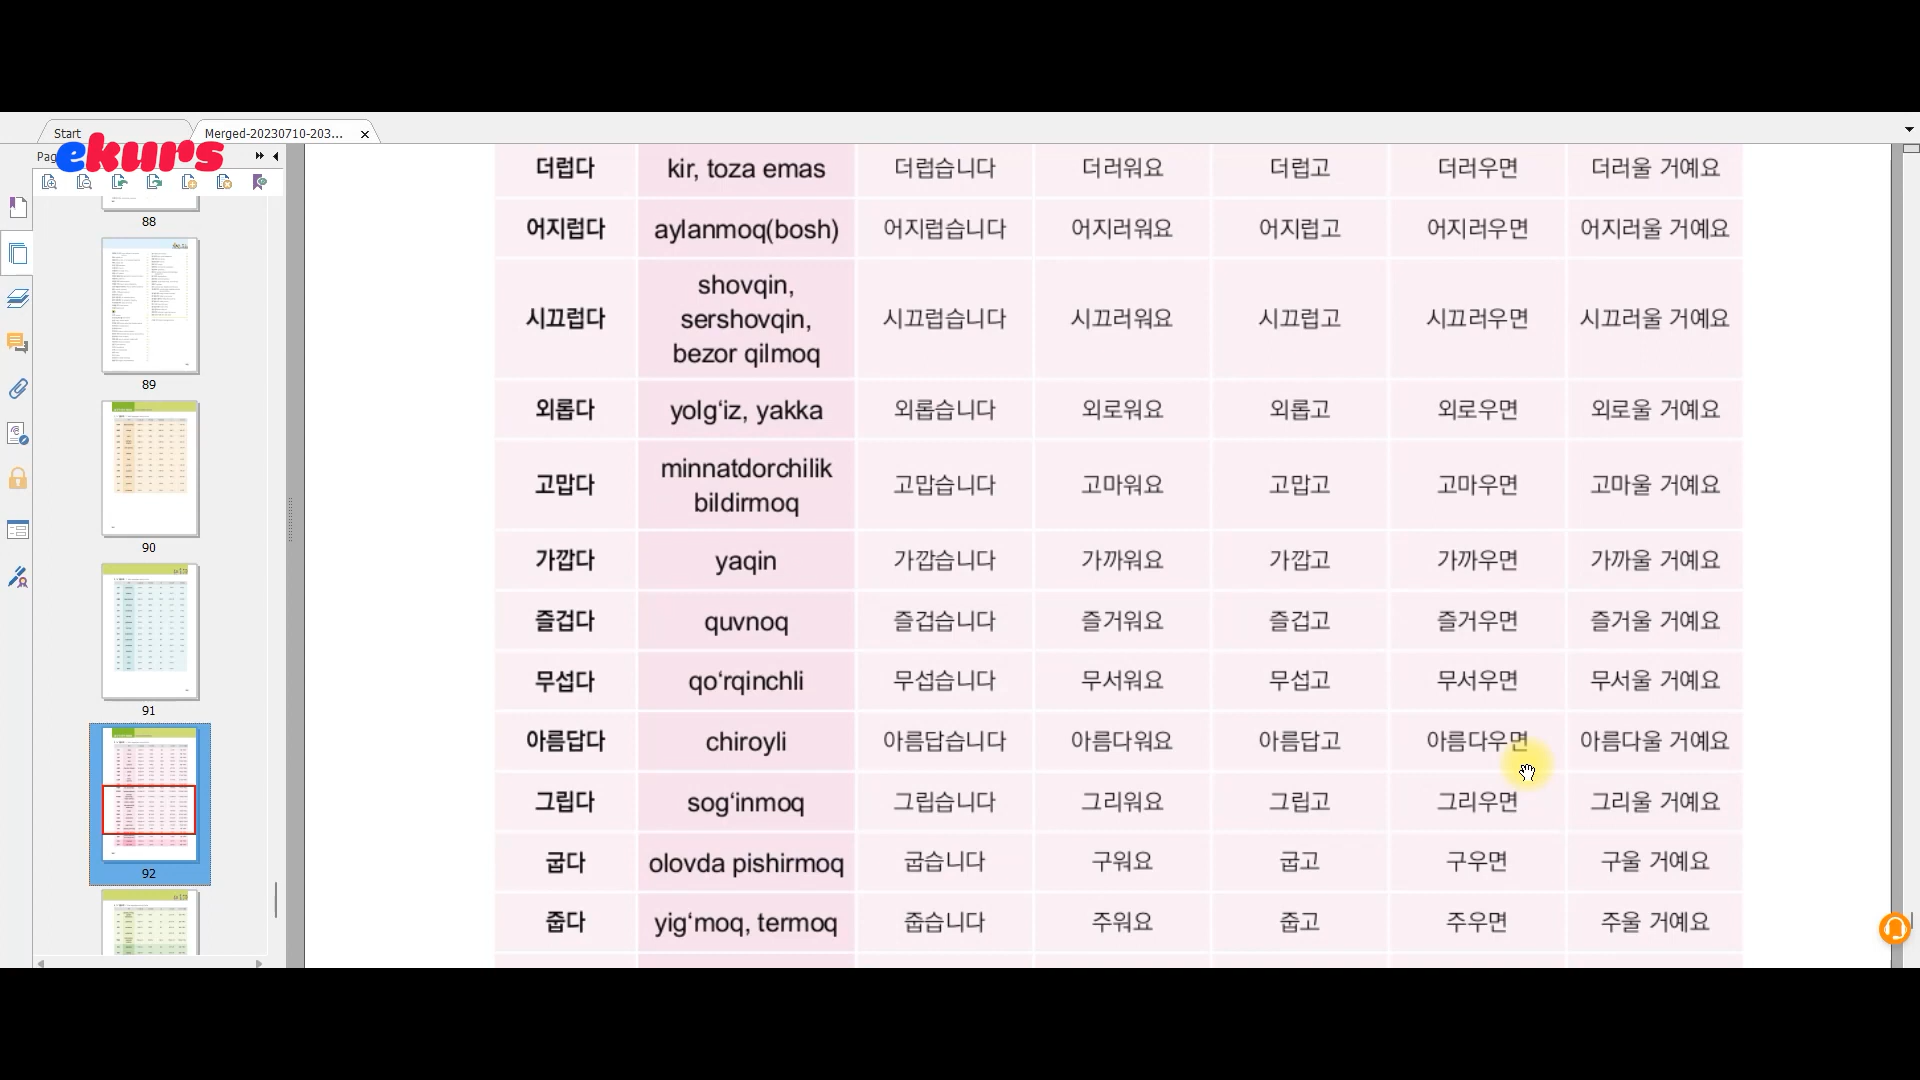 Start
Merged-20230710-203...
Pag
ekurs
88
89
90
91
92
더럽다 kir, toza emas 더럽습니다 더러워요 더럽고 더러우면 더러울 거예요
어지럽다 aylanmoq(bosh) 어지럽습니다 어지러워요 어지럽고 어지러우면 어지러울 거예요
시끄럽다 shovqin, sershovqin, bezor qilmoq 시끄럽습니다 시끄러워요 시끄럽고 시끄러우면 시끄러울 거예요
외롭다 yolg‘iz, yakka 외롭습니다 외로워요 외롭고 외로우면 외로울 거예요
고맙다 minnatdorchilik bildirmoq 고맙습니다 고마워요 고맙고 고마우면 고마울 거예요
가깝다 yaqin 가깝습니다 가까워요 가깝고 가까우면 가까울 거예요
즐겁다 quvnoq 즐겁습니다 즐거워요 즐겁고 즐거우면 즐거울 거예요
무섭다 qo‘rqinchli 무섭습니다 무서워요 무섭고 무서우면 무서울 거예요
아름답다 chiroyli 아름답습니다 아름다워요 아름답고 아름다우면 아름다울 거예요
그립다 sog‘inmoq 그립습니다 그리워요 그립고 그리우면 그리울 거예요
굽다 olovda pishirmoq 굽습니다 구워요 굽고 구우면 구울 거예요
줍다 yig‘moq, termoq 줍습니다 주워요 줍고 주우면 주울 거예요